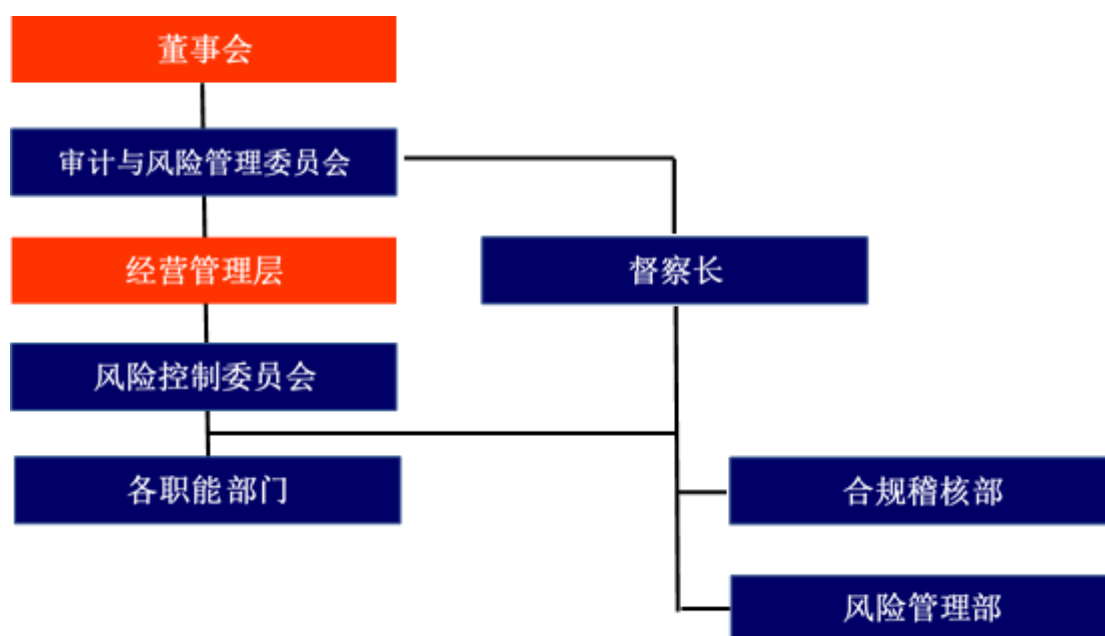 董事会
审计与风险管理委员会
经营管理层
督察长
风险控制委员会
各职能部门
合规稽核部
风险管理部